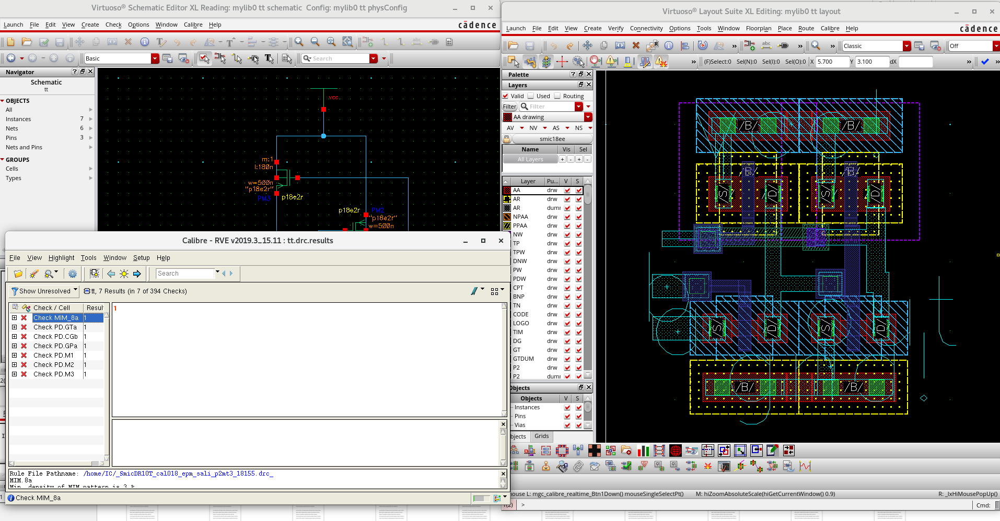 Virtuoso® Schematic Editor XL Reading: mylib0 tt schematic  Config: mylib0 tt physConfig
Launch File Edit View Create Check Options Window Calibre Help
cādence
Basic
Search
Navigator
Schematic
tt
OBJECTS
All
Instances 7
Nets 6
Pins 3
Nets and Pins
GROUPS
Cells
Types
vcc
m:1
l:180n
w=500n
"p18e2r"
PM3
p18e2r
p18e2r
PM2
"p18e2r"
w=500n
Virtuoso® Layout Suite XL Editing: mylib0 tt layout
Launch File Edit View Create Verify Connectivity Options Tools Window Floorplan Place Route Calibre Help
cādence
Classic
Off
(F)Select:0 Sel(N):0 Sel(I):0 Sel(O):0 X 5.700 Y 3.100 dX
Palette
Layers
Valid Used Routing
Filter Filter
AA drawing
AV NV AS NS
smic18ee
Name Vis Sel
All Layers + - + -
Layer Pu... V S
AA drw
AR drw
AR dumr
NPAA drw
PPAA drw
NW drw
TP drw
TPW drw
DNW drw
PW drw
PDW drw
CPT drw
BNP drw
TN drw
CODE drw
LOGO drw
TIM drw
DG drw
GT drw
GTDUM drw
P2 drw
P2 dumr
Objects
Objects V S
Instances
Pins
Vias
bjects Grids
/B/ /B/
/B/ /B/
/S/ /D/ /S/ /D/
/S/ /D/ /S/ /D/
/B/ /B/
ouse L: mgc_calibre_realtime_Btn1Down() mouseSingleSelectPt() M: hiZoomAbsoluteScale(hiGetCurrentWindow() 0.9) R: _lxHiMousePopUp()
1(2) >
Cmd:
Calibre - RVE v2019.3_15.11 : tt.drc.results
File View Highlight Tools Window Setup Help
Search
Show Unresolved tt, 7 Results (in 7 of 394 Checks)
Check / Cell Resul
Check MIM_8a 1
Check PD.GTa 1
Check PD.CGb 1
Check PD.GPa 1
Check PD.M1 1
Check PD.M2 1
Check PD.M3 1
1
Rule File Pathname: /home/IC/_SmicDR10T_cal018_epm_sali_p2mt3_18155.drc_
MIM.8a
Min. density of MIM pattern is 3 %
Check MIM_8a